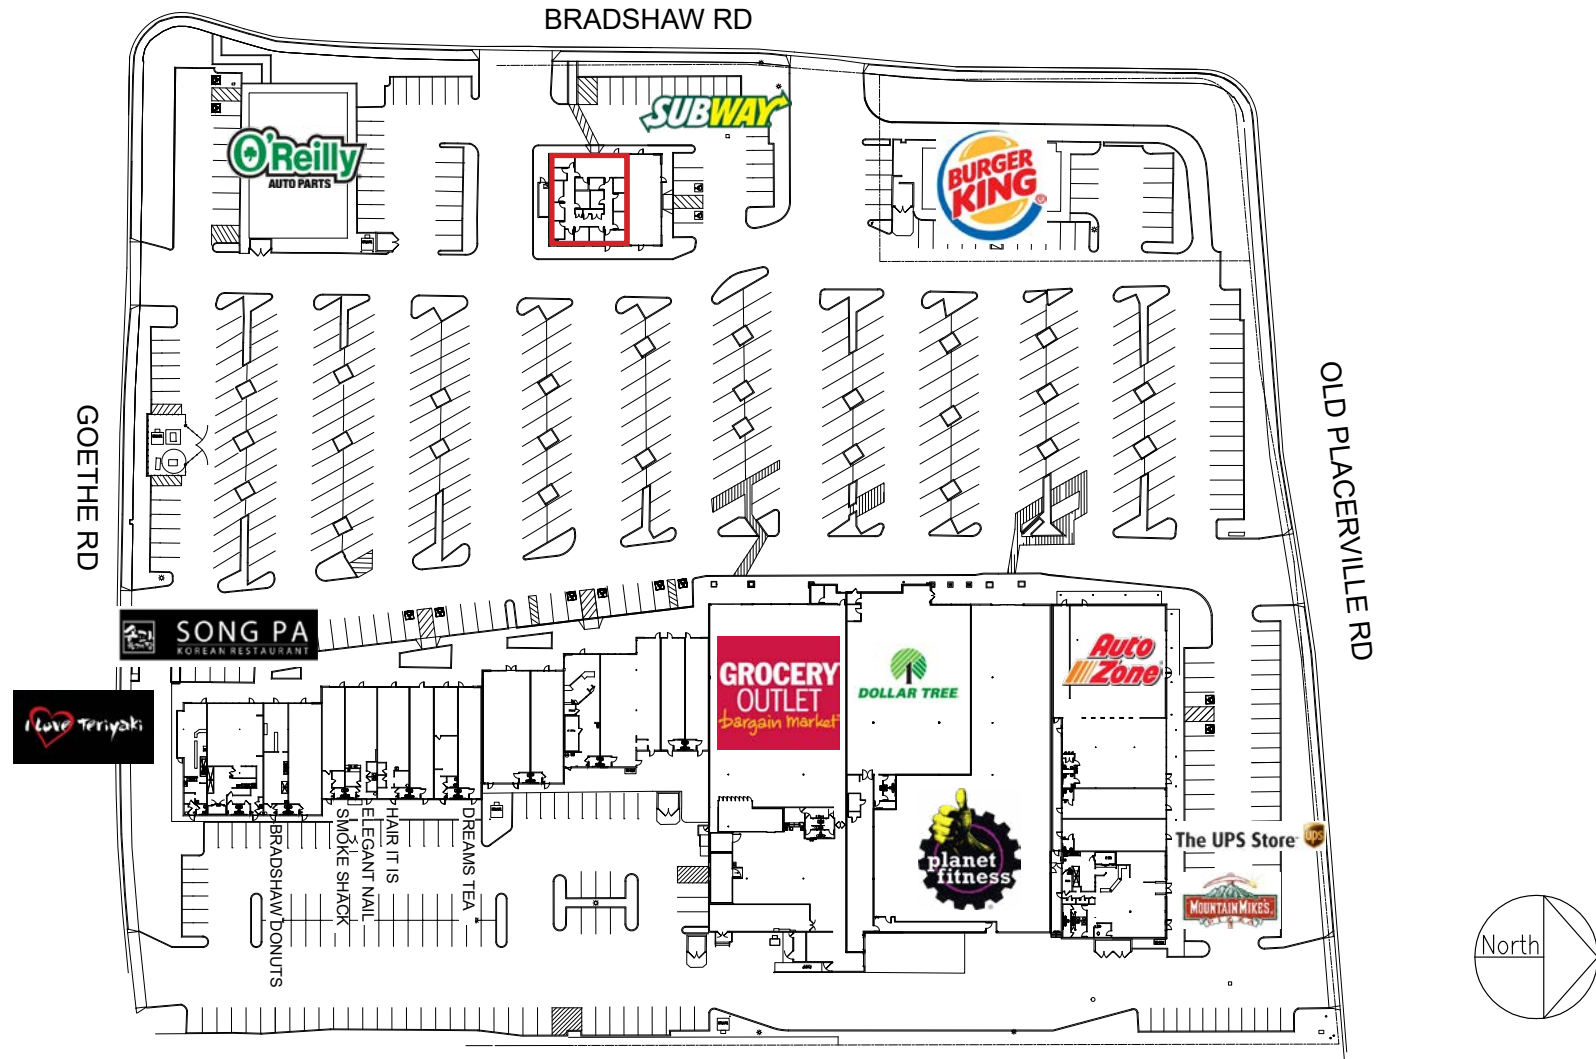 BRADSHAW RD
SUBWAY
O'Reilly
AUTO PARTS
BURGER
KING
GOETHE RD
OLD PLACERVILLE RD
SONG PA
KOREAN RESTAURANT
I Love Teriyaki
GROCERY
OUTLET
bargain market
DOLLAR TREE
Auto
Zone
BRADSHAW DONUTS
SMOKE SHACK
ELEGANT NAIL
HAIR IT IS
DREAMS TEA
planet
fitness
The UPS Store
ups
MOUNTAIN MIKE'S
North